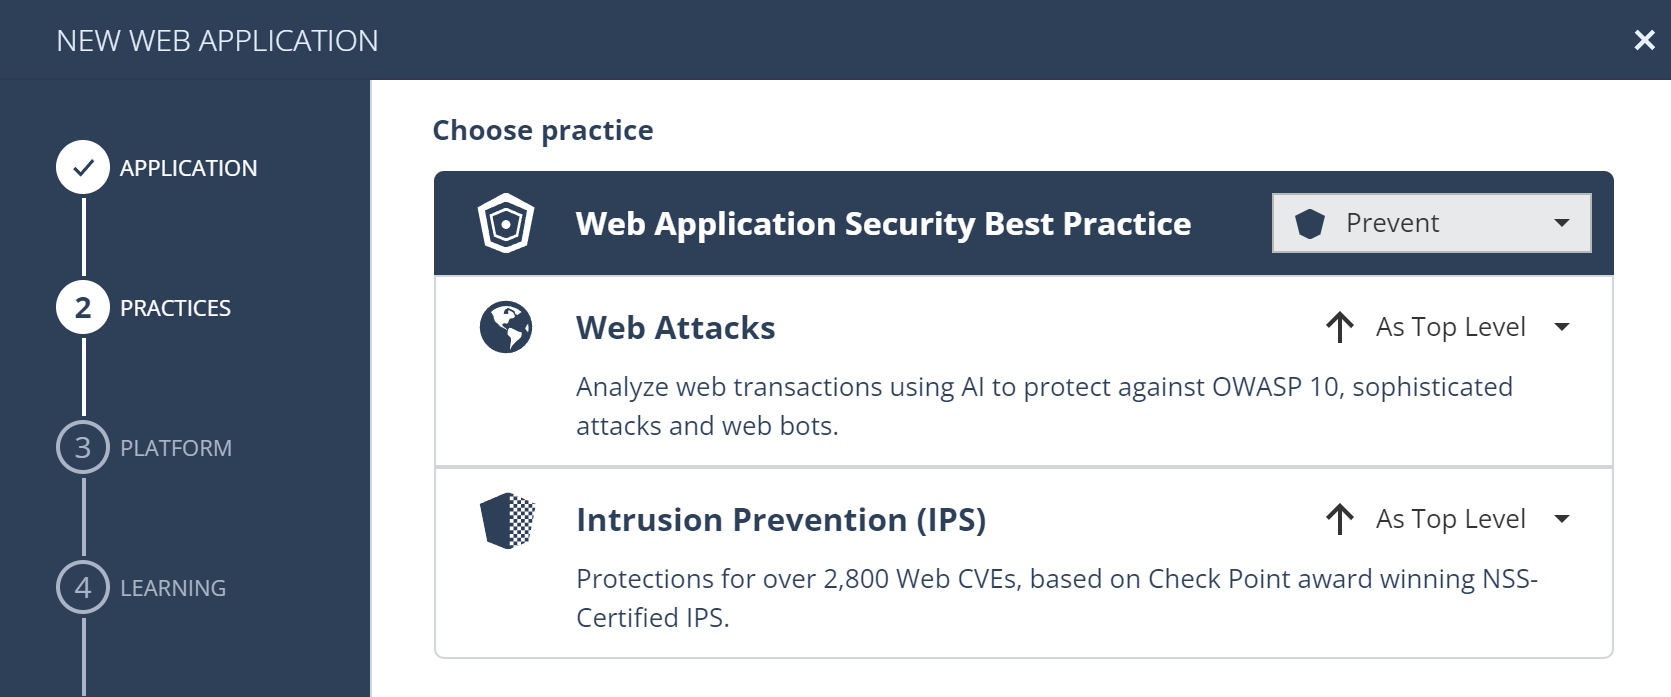 NEW WEB APPLICATION
APPLICATION
2 PRACTICES
3 PLATFORM
4 LEARNING
Choose practice
Web Application Security Best Practice
Prevent
Web Attacks
As Top Level
Analyze web transactions using AI to protect against OWASP 10, sophisticated
attacks and web bots.
Intrusion Prevention (IPS)
As Top Level
Protections for over 2,800 Web CVEs, based on Check Point award winning NSS-
Certified IPS.